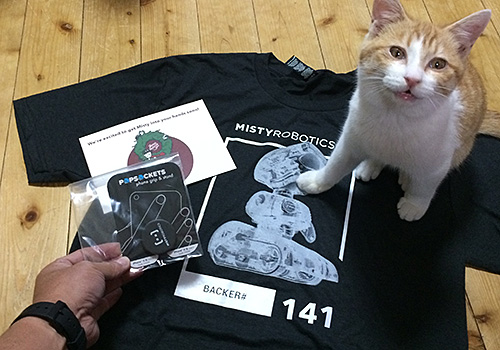 We're excited to get Misty into your hands soon!
POPSOCKETS
phone grip & stand
MISTYROBOTICS
BACKER#
141